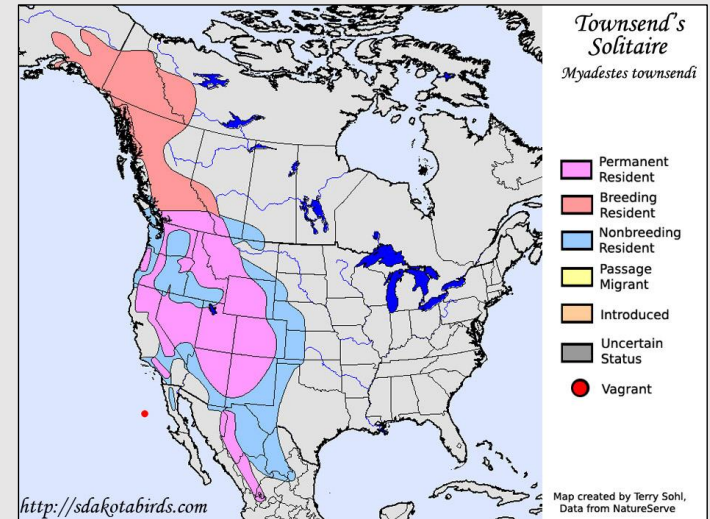 Townsend's
Solitaire
Myadestes townsendi
Permanent
Resident
Breeding
Resident
Nonbreeding
Resident
Passage
Migrant
Introduced
Uncertain
Status
Vagrant
http://sdakotabirds.com
Map created by Terry Sohl,
Data from NatureServe